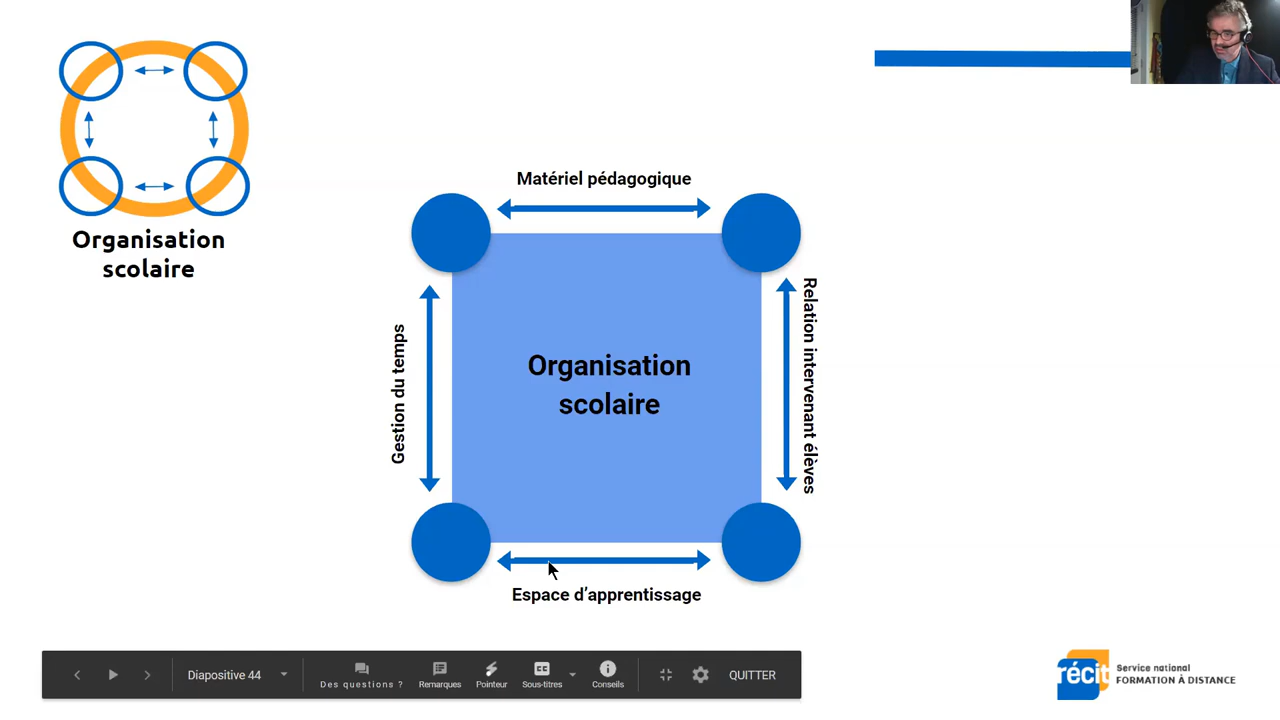 Organisation
scolaire
Matériel pédagogique
Gestion du temps
Organisation
scolaire
Relation intervenant élèves
Espace d’apprentissage
Diapositive 44
Des questions ?
Remarques
Pointeur
CC
Sous-titres
Conseils
QUITTER
récit
Service national
FORMATION À DISTANCE